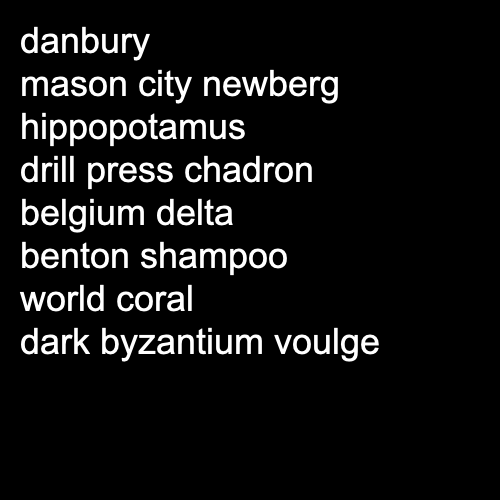 danbury
mason city newberg
hippopotamus
drill press chadron
belgium delta
benton shampoo
world coral
dark byzantium voulge